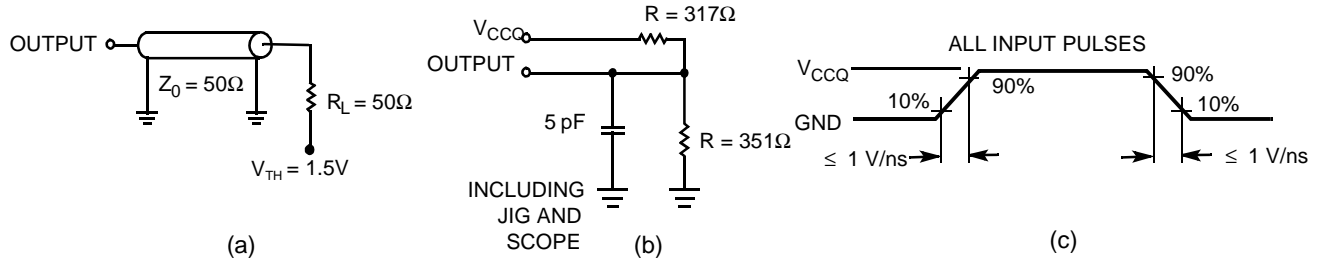 OUTPUT
Z0 = 50Ω
RL = 50Ω
VTH = 1.5V
(a)
R = 317Ω
VCCQ
OUTPUT
5 pF
R = 351Ω
INCLUDING
JIG AND
SCOPE
(b)
ALL INPUT PULSES
VCCQ
GND
10%
90%
90%
10%
≤ 1 V/ns
≤ 1 V/ns
(c)